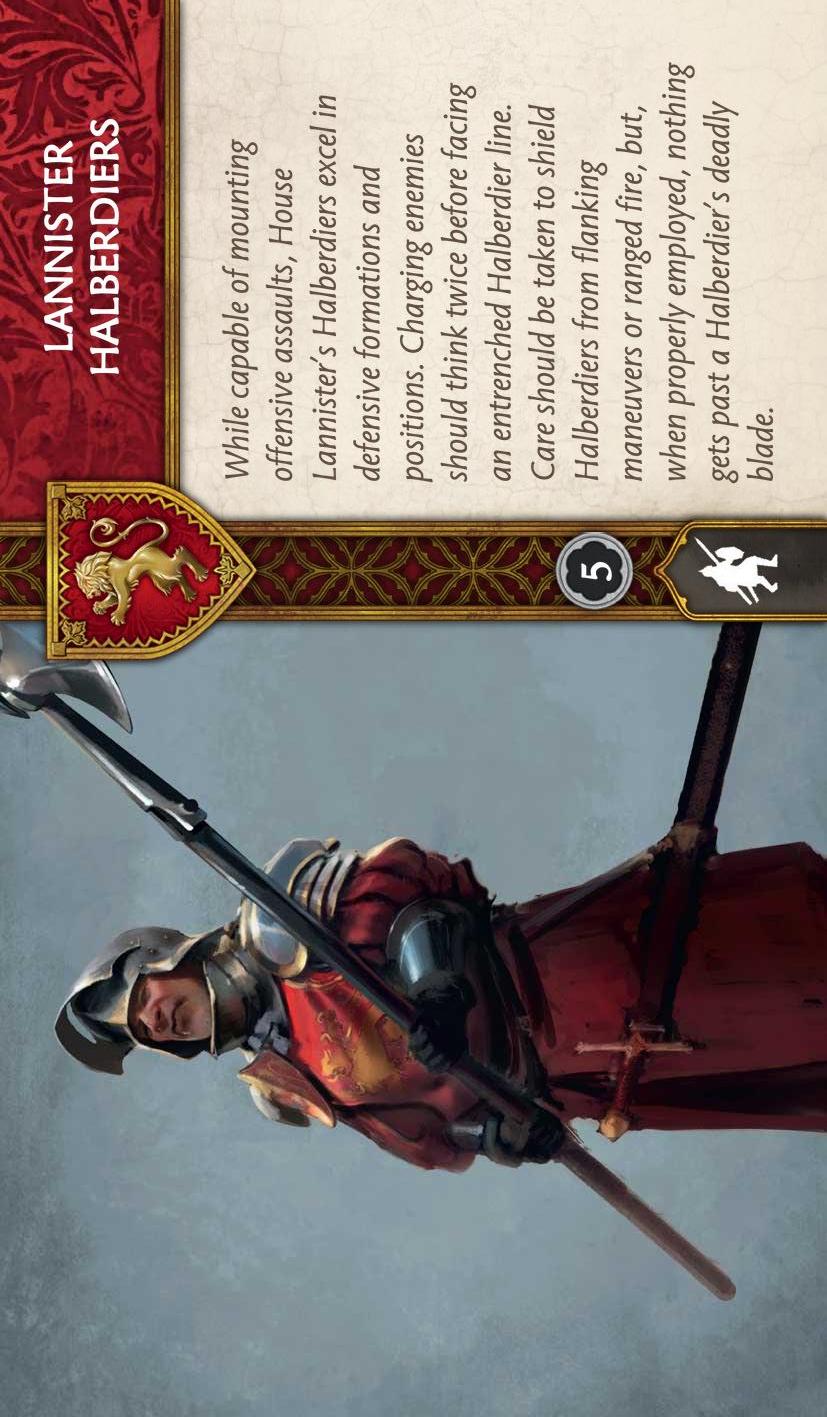 LANNISTER
HALBERDIERS
While capable of mounting
offensive assaults, House
Lannister's Halberdiers excel in
defensive formations and
positions. Charging enemies
should think twice before facing
an entrenched Halberdier line.
Care should be taken to shield
Halberdiers from flanking
maneuvers or ranged fire, but,
when properly employed, nothing
gets past a Halberdier's deadly
blade.
5